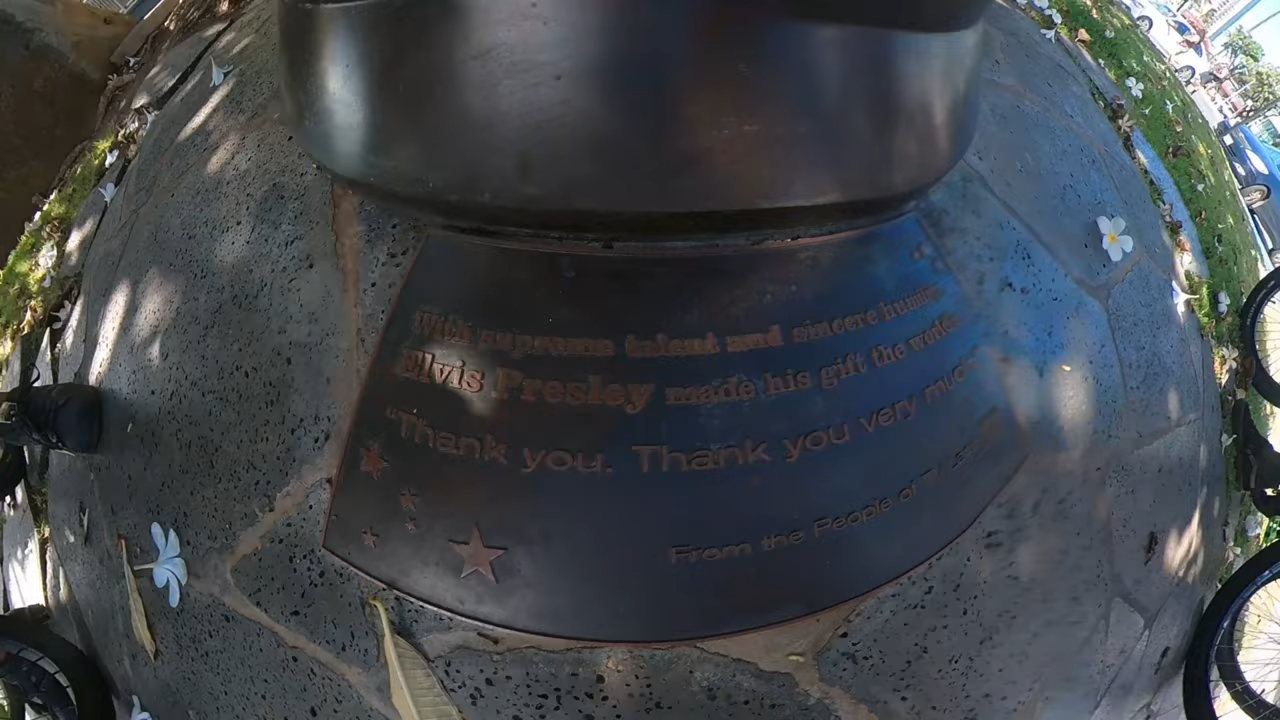 With supreme talent and sincere
Elvis Presley made his gift the world's
"Thank you. Thank you very much
From the People of